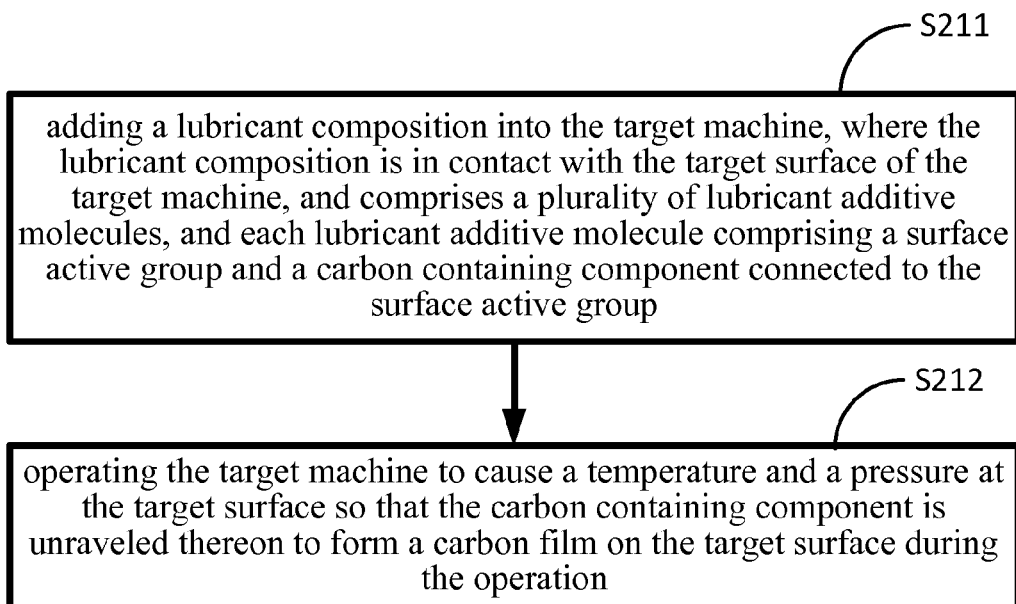 S211
adding a lubricant composition into the target machine, where the
lubricant composition is in contact with the target surface of the
target machine, and comprises a plurality of lubricant additive
molecules, and each lubricant additive molecule comprising a surface
active group and a carbon containing component connected to the
surface active group
S212
operating the target machine to cause a temperature and a pressure at
the target surface so that the carbon containing component is
unraveled thereon to form a carbon film on the target surface during
the operation